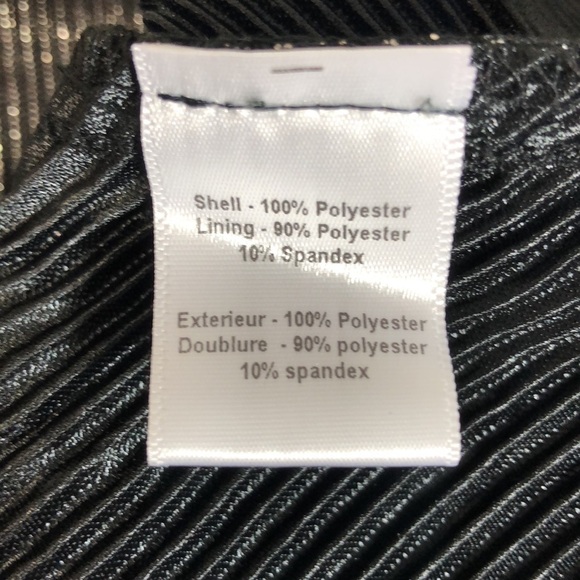 Shell - 100% Polyester
Lining - 90% Polyester
10% Spandex
Exterieur - 100% Polyester
Doublure - 90% polyester
10% spandex